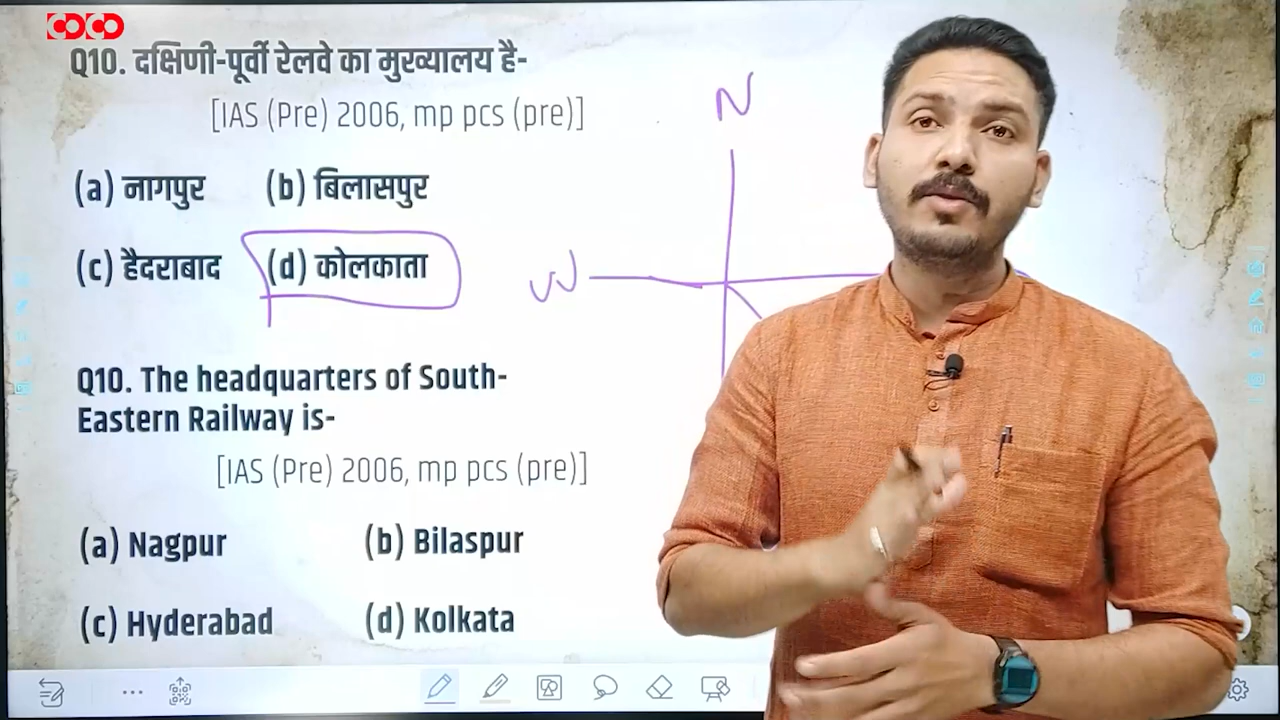 COCO
Q10. दक्षिणी-पूर्वी रेलवे का मुख्यालय है-
[IAS (Pre) 2006, mp pcs (pre)]
(a) नागपुर (b) बिलासपुर
(c) हैदराबाद (d) कोलकाता
N
W
Q10. The headquarters of South-
Eastern Railway is-
[IAS (Pre) 2006, mp pcs (pre)]
(a) Nagpur (b) Bilaspur
(c) Hyderabad (d) Kolkata